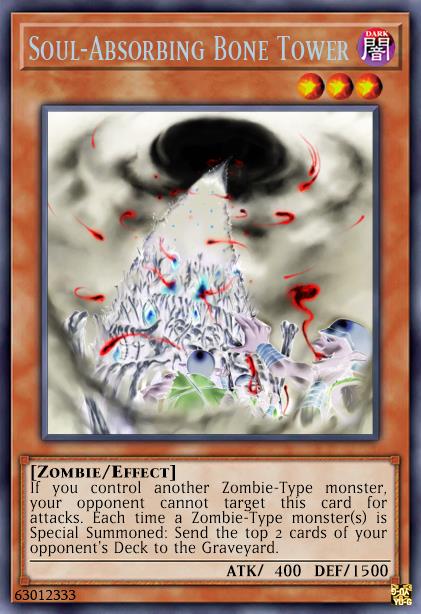 Soul-Absorbing Bone Tower
DARK
闇
[Zombie/Effect]
If you control another Zombie-Type monster,
your opponent cannot target this card for
attacks. Each time a Zombie-Type monster(s) is
Special Summoned: Send the top 2 cards of your
opponent's Deck to the Graveyard.
ATK/ 400 DEF/1500
63012333